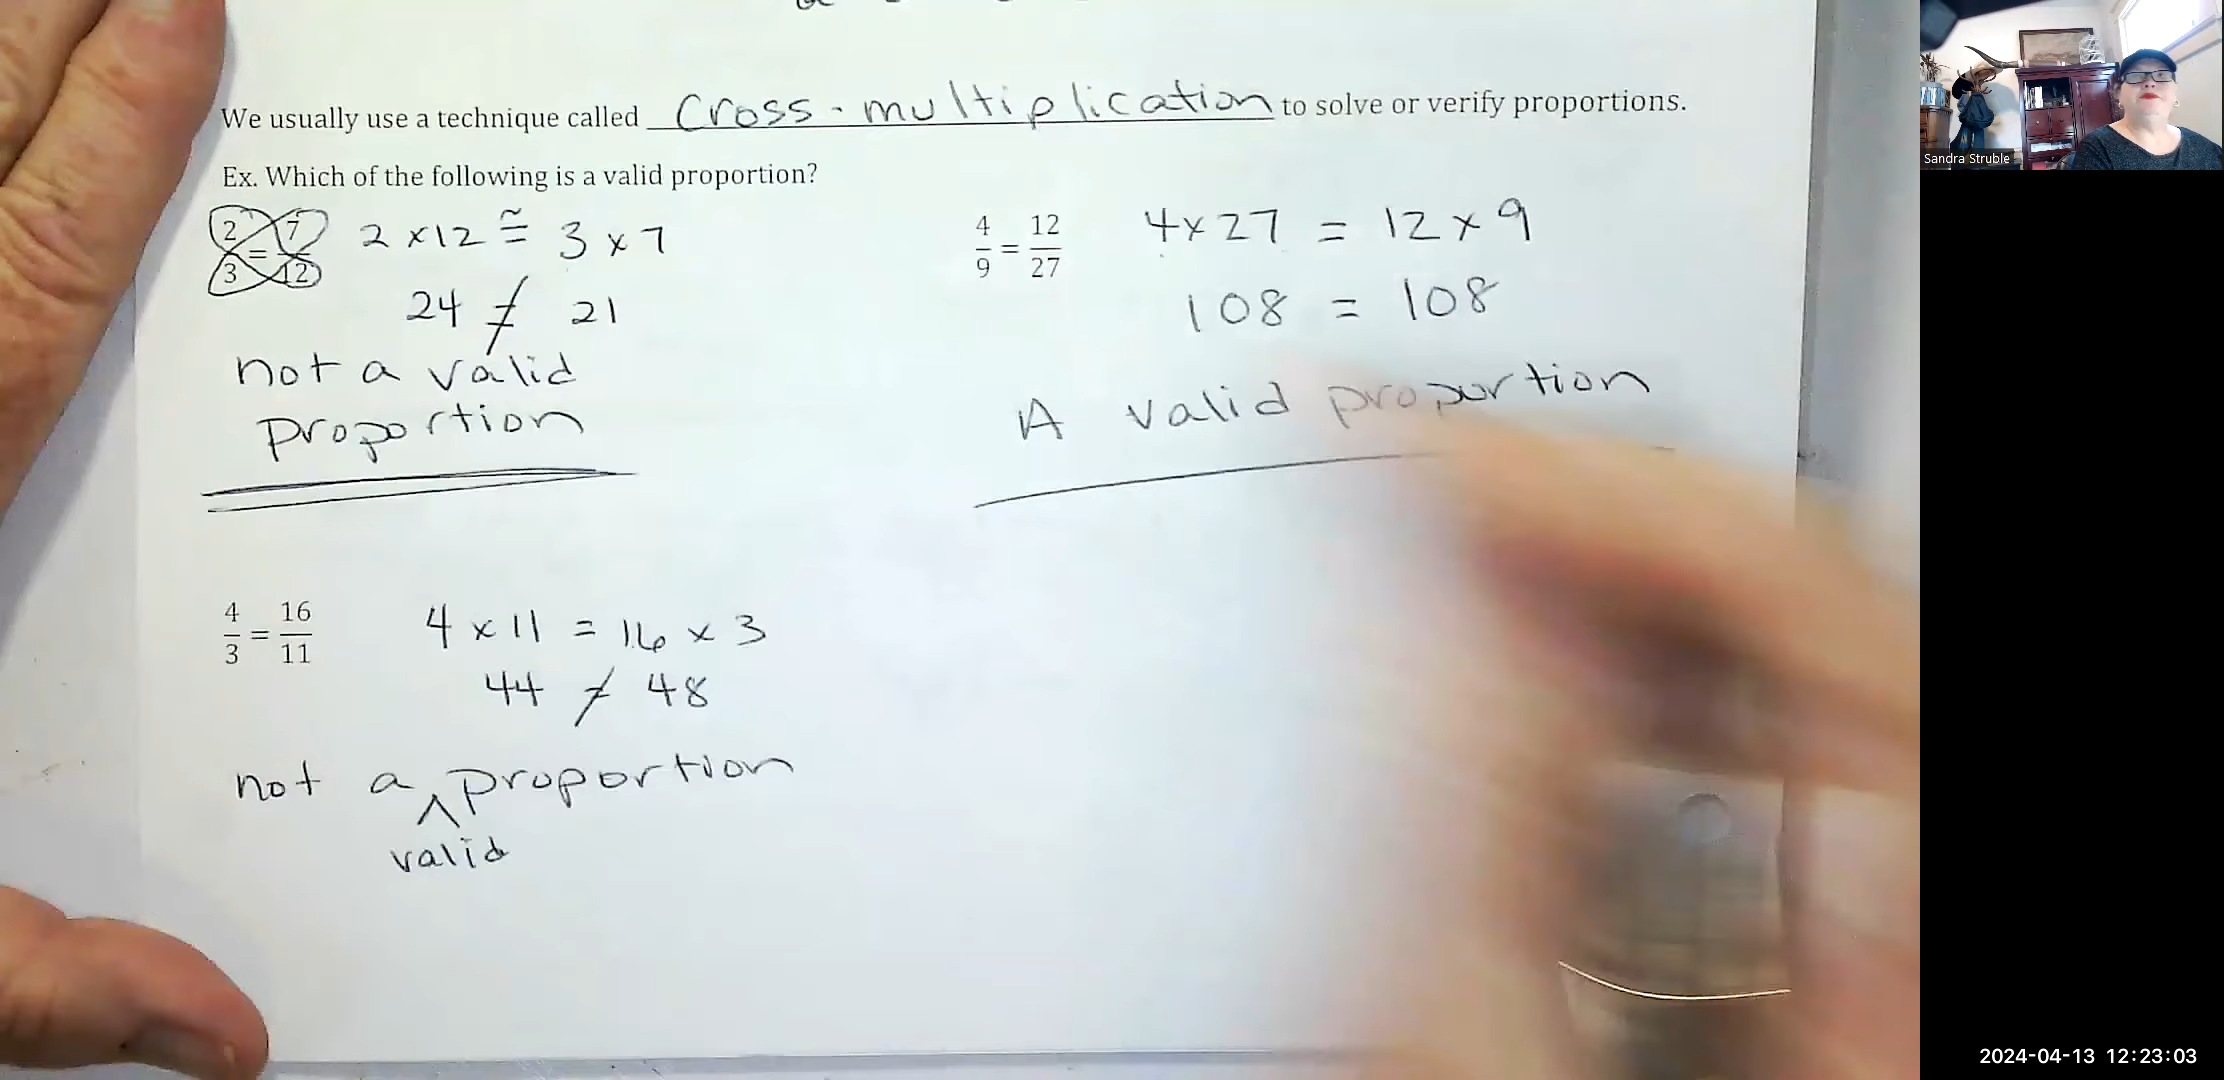 We usually use a technique called Cross-multiplication to solve or verify proportions.
Ex. Which of the following is a valid proportion?
2/3 = 7/12
2 x 12 ≅ 3 x 7
24 ≠ 21
not a valid
proportion
4/9 = 12/27
4 x 27 = 12 x 9
108 = 108
A valid proportion
4/3 = 16/11
4 x 11 = 16 x 3
44 ≠ 48
not a ^ proportion
valid
Sandra Struble
2024-04-13 12:23:03